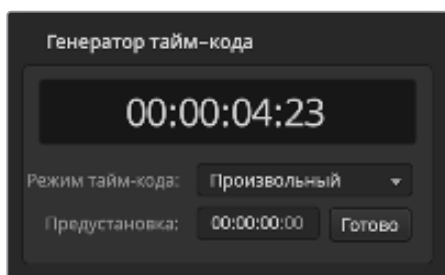 Генератор тайм-кода
00:00:04:23
Режим тайм-кода: Произвольный
Предустановка: 00:00:00:00 Готово